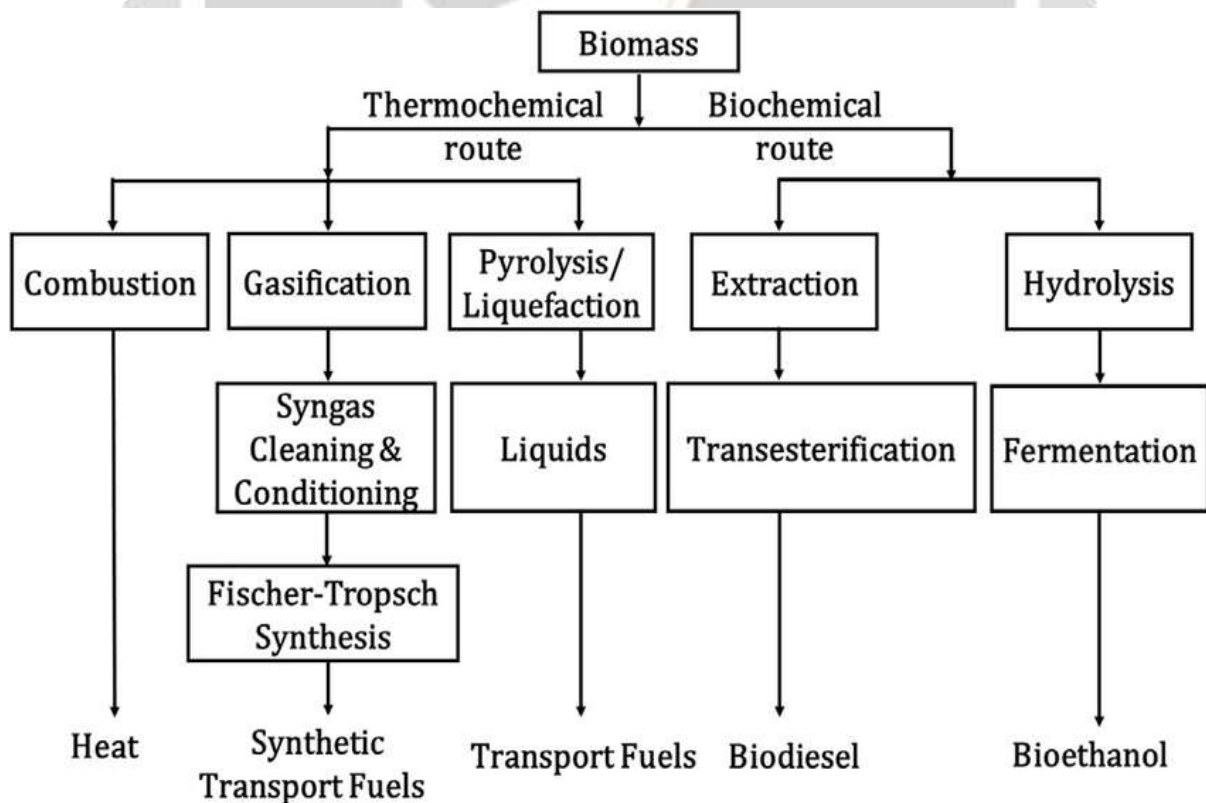 Biomass
Thermochemical
route
Biochemical
route
Combustion
Gasification
Pyrolysis/
Liquefaction
Extraction
Hydrolysis
Syngas
Cleaning &
Conditioning
Liquids
Transesterification
Fermentation
Fischer-Tropsch
Synthesis
Heat
Synthetic
Transport Fuels
Transport Fuels
Biodiesel
Bioethanol